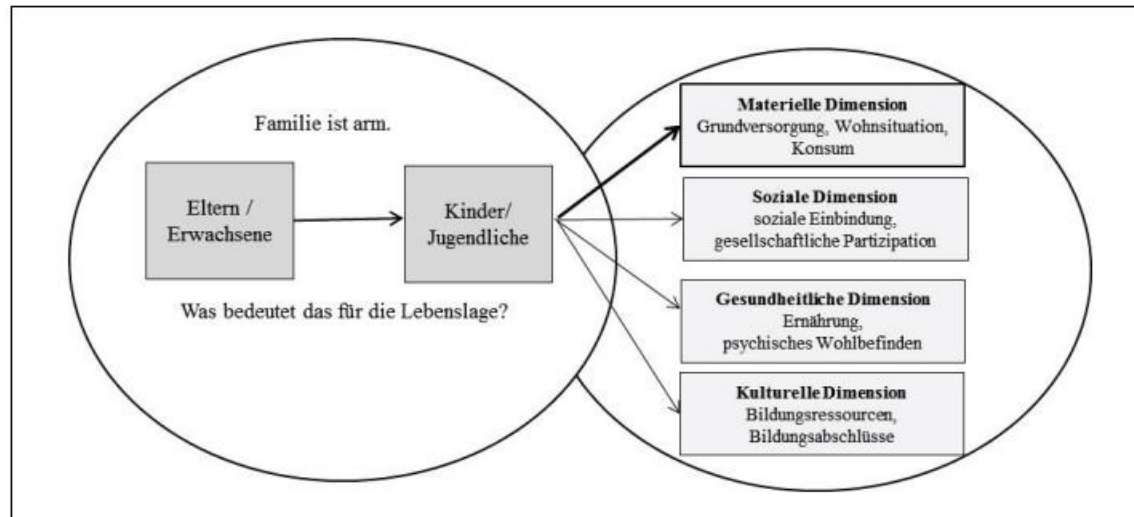 Familie ist arm.
Eltern /
Erwachsene
Kinder/
Jugendliche
Was bedeutet das für die Lebenslage?
Materielle Dimension
Grundversorgung, Wohnsituation,
Konsum
Soziale Dimension
soziale Einbindung,
gesellschaftliche Partizipation
Gesundheitliche Dimension
Ernährung,
psychisches Wohlbefinden
Kulturelle Dimension
Bildungsressourcen,
Bildungsabschlüsse